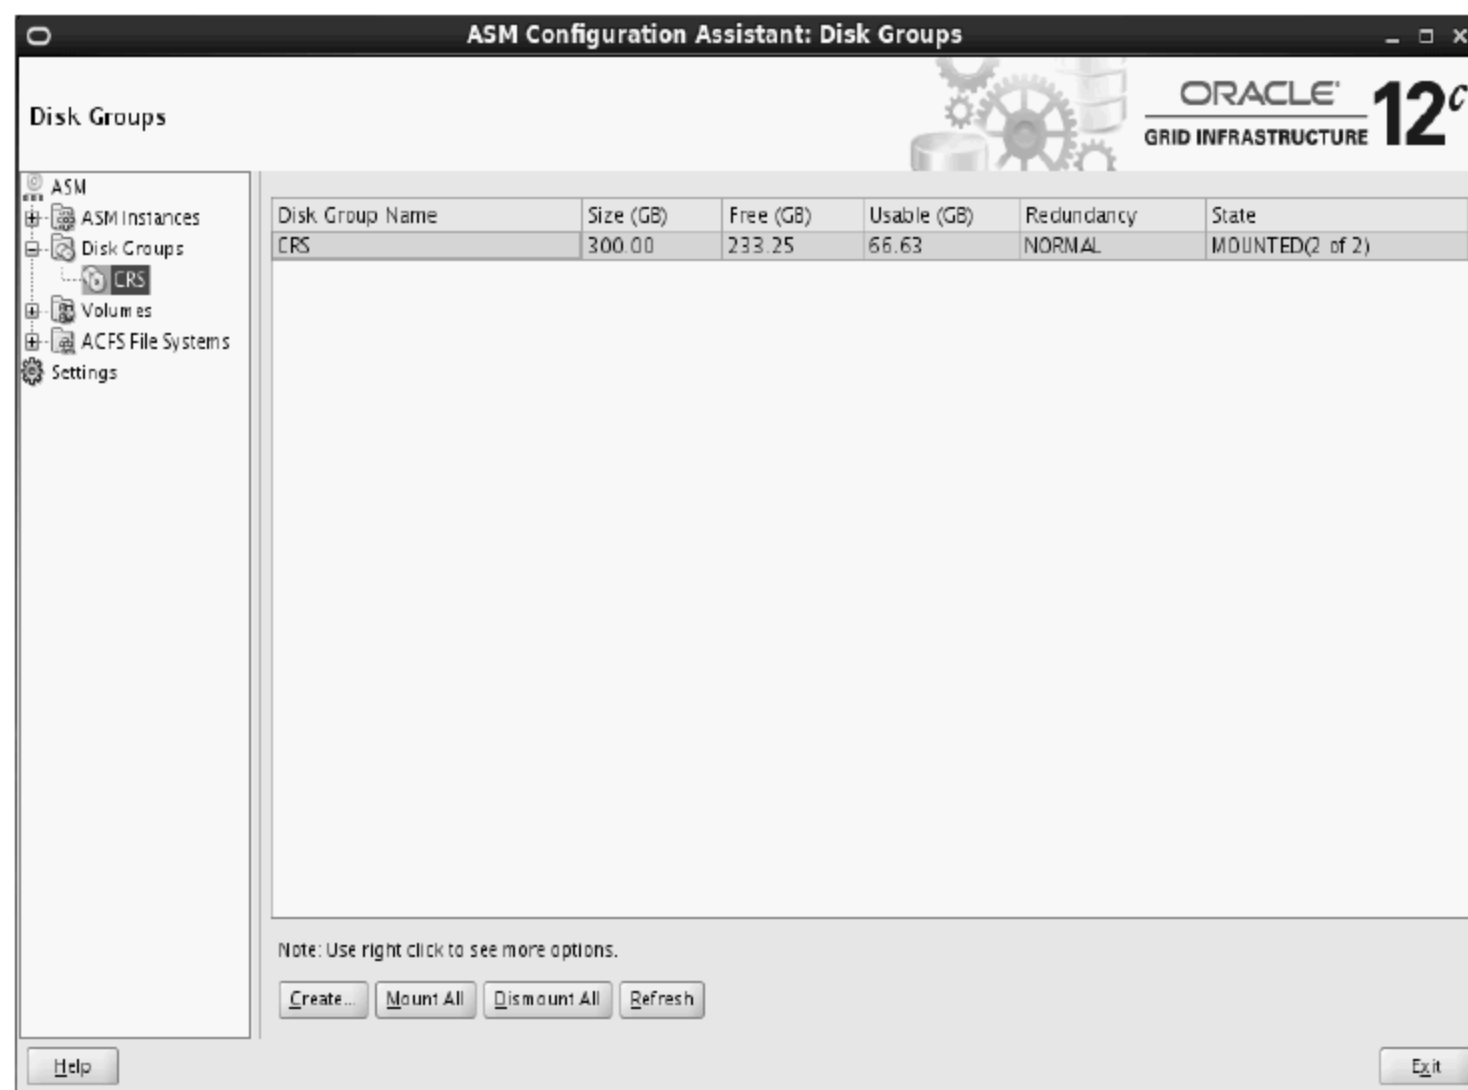 ASM Configuration Assistant: Disk Groups
Disk Groups
ORACLE
GRID INFRASTRUCTURE
12c
ASM
ASM Instances
Disk Groups
CRS
Volumes
ACFS File Systems
Settings
Disk Group Name Size (GB) Free (GB) Usable (GB) Redundancy State
CRS 300.00 233.25 66.63 NORMAL MOUNTED(2 of 2)
Note: Use right click to see more options.
Create... Mount All Dismount All Refresh
Help Exit